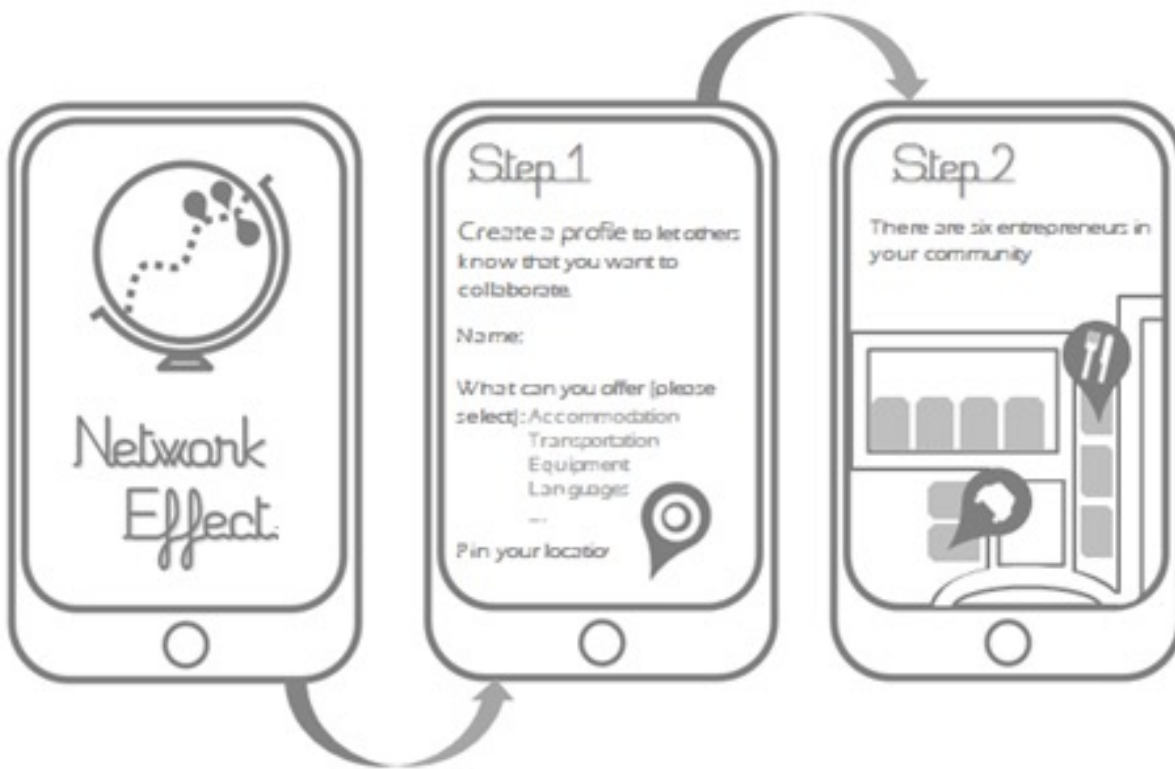 Network
Effect
Step 1
Create a profile to let others
know that you want to
collaborate.
Name:
What can you offer [please
select]: Accommodation
Transportation
Equipment
Languages
...
Pin your location
Step 2
There are six entrepreneurs in
your community